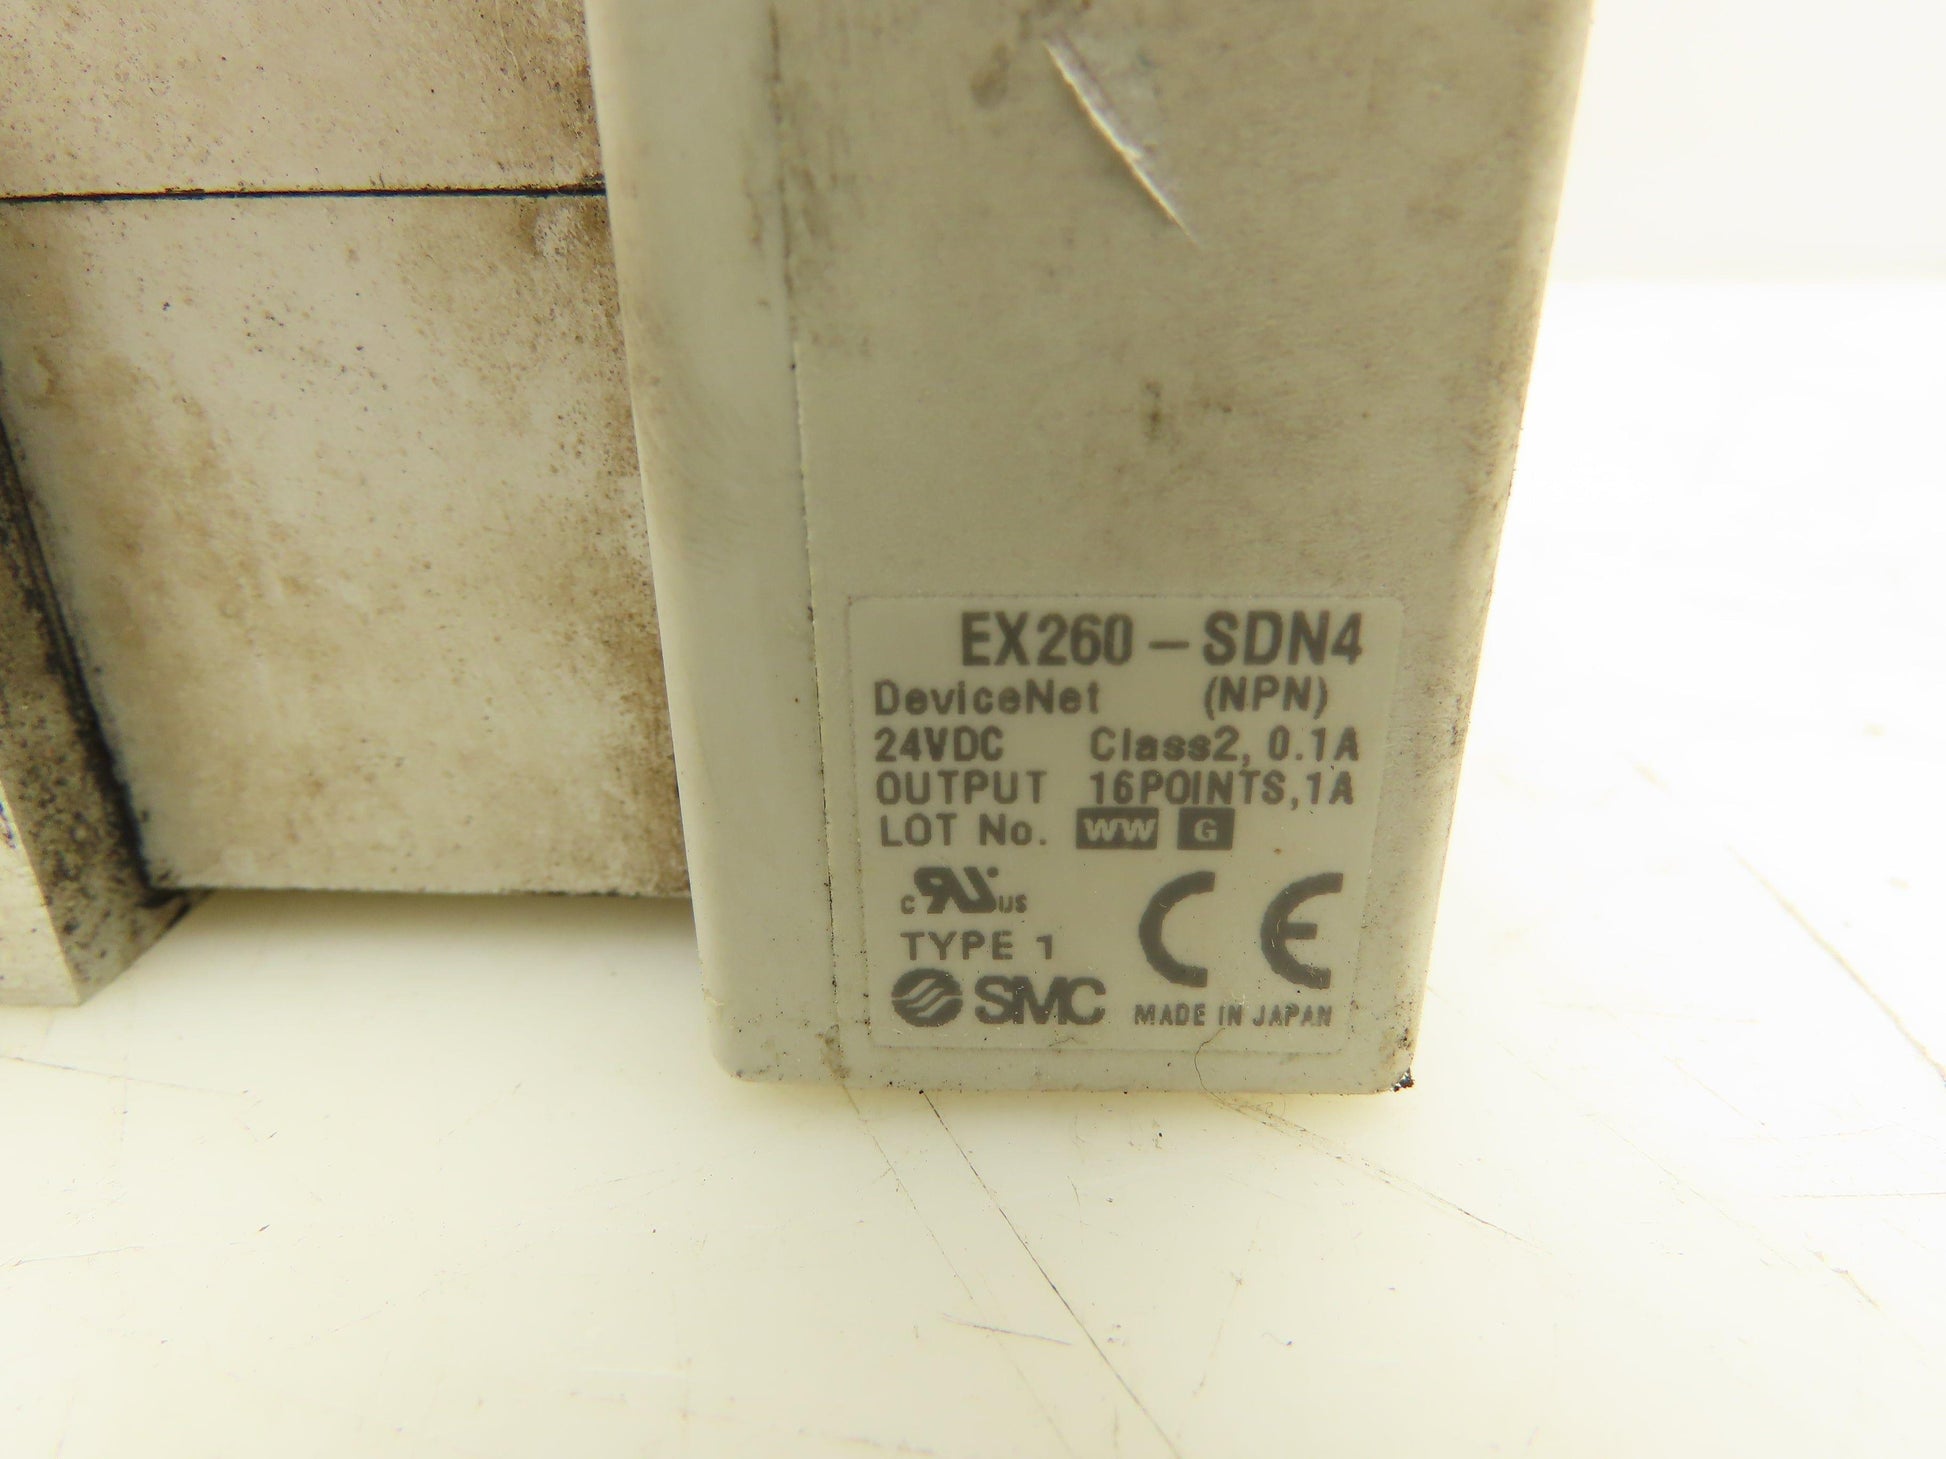 EX260-SDN4
DeviceNet (NPN)
24VDC Class2, 0.1A
OUTPUT 16POINTS, 1A
LOT No. WW G
c RU US
CE
TYPE 1
SMC MADE IN JAPAN